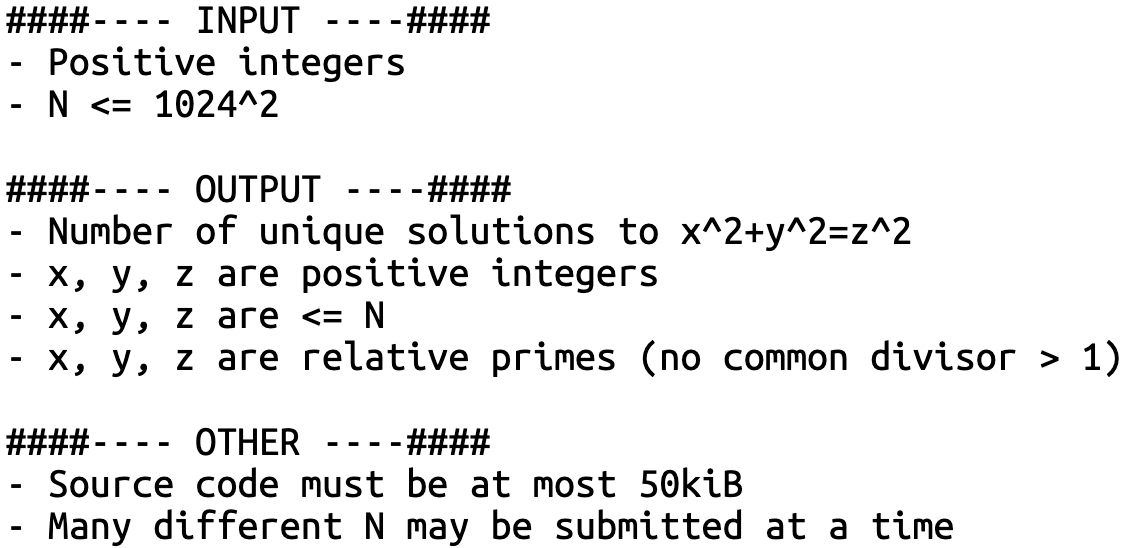 ####---- INPUT ----####
- Positive integers
- N <= 1024^2

####---- OUTPUT ----####
- Number of unique solutions to x^2+y^2=z^2
- x, y, z are positive integers
- x, y, z are <= N
- x, y, z are relative primes (no common divisor > 1)

####---- OTHER ----####
- Source code must be at most 50kiB
- Many different N may be submitted at a time